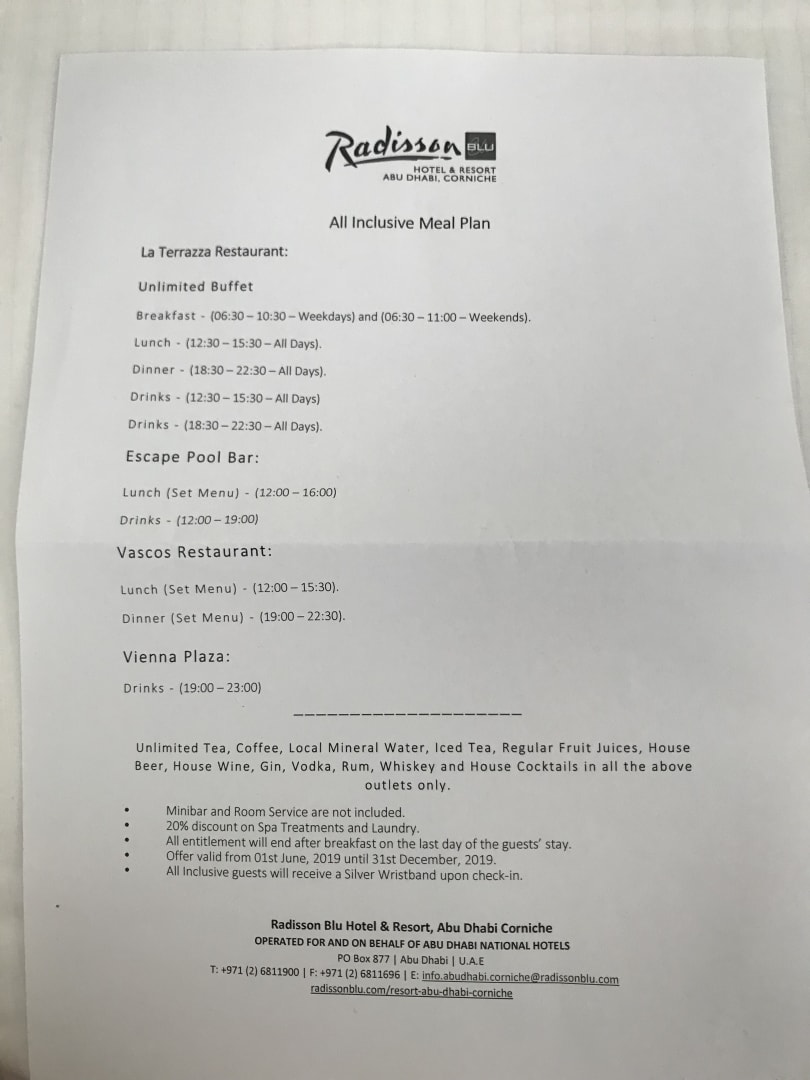 Radisson BLU
HOTEL & RESORT
ABU DHABI, CORNICHE
All Inclusive Meal Plan
La Terrazza Restaurant:
Unlimited Buffet
Breakfast - (06:30 – 10:30 – Weekdays) and (06:30 – 11:00 – Weekends).
Lunch - (12:30 – 15:30 – All Days).
Dinner - (18:30 – 22:30 – All Days).
Drinks - (12:30 – 15:30 – All Days)
Drinks - (18:30 – 22:30 – All Days).
Escape Pool Bar:
Lunch (Set Menu) - (12:00 – 16:00)
Drinks - (12:00 – 19:00)
Vascos Restaurant:
Lunch (Set Menu) - (12:00 – 15:30).
Dinner (Set Menu) - (19:00 – 22:30).
Vienna Plaza:
Drinks - (19:00 – 23:00)
____________________
Unlimited Tea, Coffee, Local Mineral Water, Iced Tea, Regular Fruit Juices, House
Beer, House Wine, Gin, Vodka, Rum, Whiskey and House Cocktails in all the above
outlets only.
• Minibar and Room Service are not included.
• 20% discount on Spa Treatments and Laundry.
• All entitlement will end after breakfast on the last day of the guests' stay.
• Offer valid from 01st June, 2019 until 31st December, 2019.
• All Inclusive guests will receive a Silver Wristband upon check-in.
Radisson Blu Hotel & Resort, Abu Dhabi Corniche
OPERATED FOR AND ON BEHALF OF ABU DHABI NATIONAL HOTELS
PO Box 877 | Abu Dhabi | U.A.E
T: +971 (2) 6811900 | F: +971 (2) 6811696 | E: info.abudhabi.corniche@radissonblu.com
radissonblu.com/resort-abu-dhabi-corniche